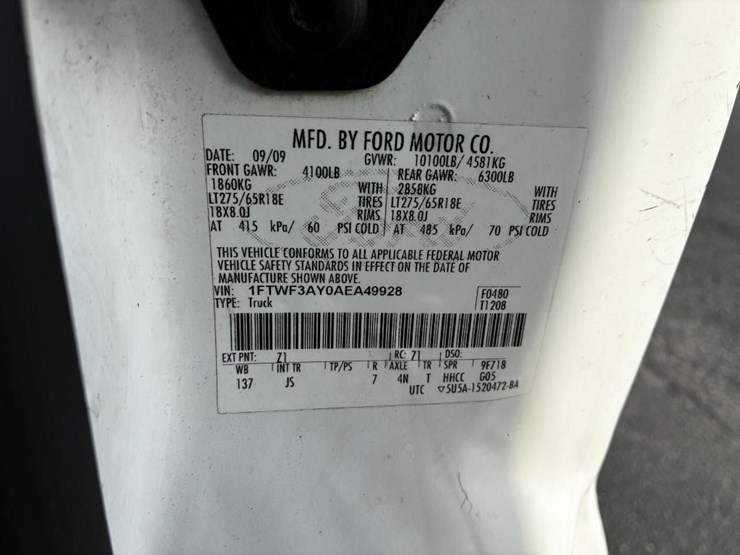 MFD. BY FORD MOTOR CO.
DATE: 09/09 GVWR: 10100LB/ 4581KG
FRONT GAWR: 4100LB REAR GAWR: 6300LB
1860KG WITH 2858KG WITH
LT275/65R18E TIRES LT275/65R18E TIRES
18X8.0J RIMS 18X8.0J RIMS
AT 415 kPa/ 60 PSI COLD AT 485 kPa/ 70 PSI COLD
THIS VEHICLE CONFORMS TO ALL APPLICABLE FEDERAL MOTOR
VEHICLE SAFETY STANDARDS IN EFFECT ON THE DATE OF
MANUFACTURE SHOWN ABOVE.
VIN: 1FTWF3AY0AEA49928 F0480
TYPE: Truck T1208
EXT PNT: Z1 RC: 71 DSO:
WB INT TR TP/PS R AXLE TR SPR 9F718
137 JS 7 4N T HHCC G05
UTC ▽5U5A-1520472-BA